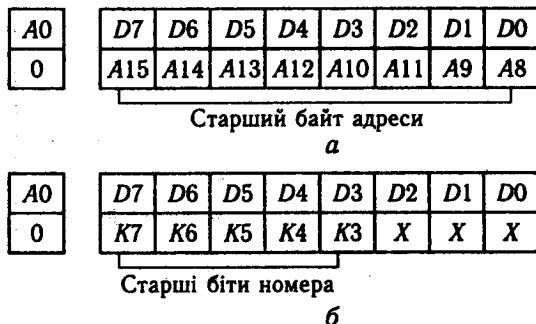 A0 D7 D6 D5 D4 D3 D2 D1 D0
0 A15 A14 A13 A12 A10 A11 A9 A8
Старший байт адреси
а
A0 D7 D6 D5 D4 D3 D2 D1 D0
0 K7 K6 K5 K4 K3 X X X
Старші біти номера
б